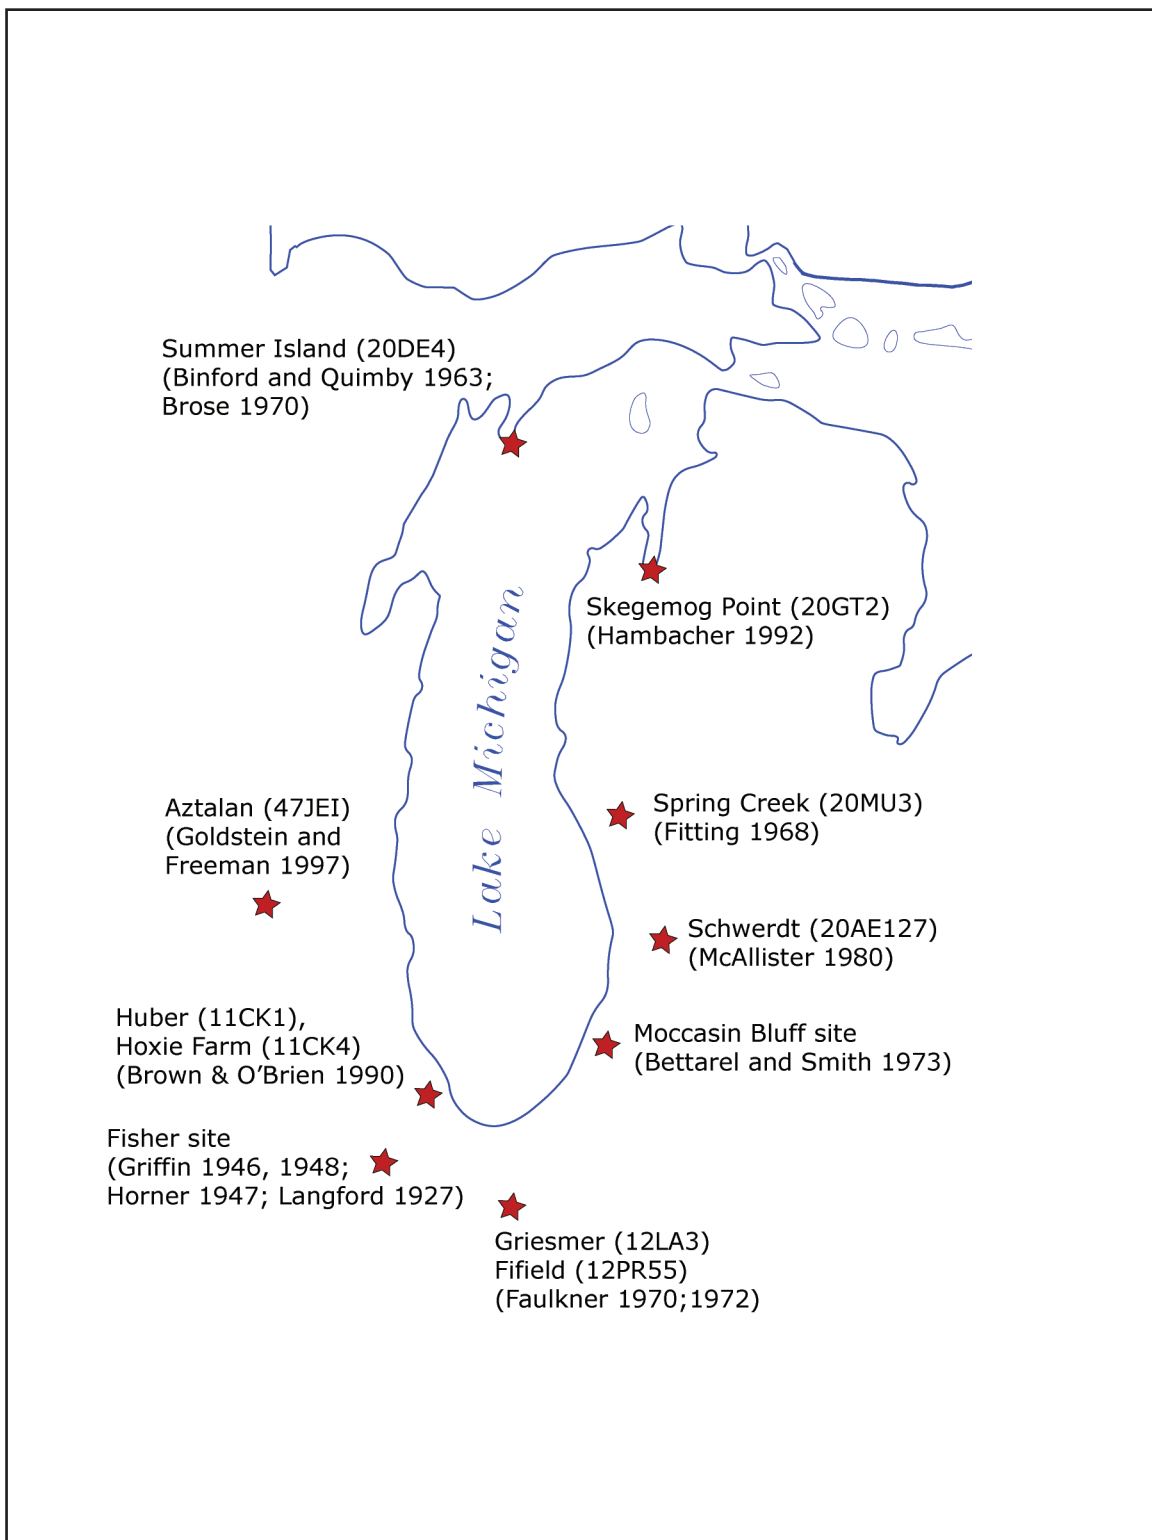 Summer Island (20DE4)
(Binford and Quimby 1963;
Brose 1970)
Skegemog Point (20GT2)
(Hambacher 1992)
Lake Michigan
Aztalan (47JEI)
(Goldstein and
Freeman 1997)
Spring Creek (20MU3)
(Fitting 1968)
Schwerdt (20AE127)
(McAllister 1980)
Huber (11CK1),
Hoxie Farm (11CK4)
(Brown & O’Brien 1990)
Moccasin Bluff site
(Bettarel and Smith 1973)
Fisher site
(Griffin 1946, 1948;
Horner 1947; Langford 1927)
Griesmer (12LA3)
Fifield (12PR55)
(Faulkner 1970;1972)